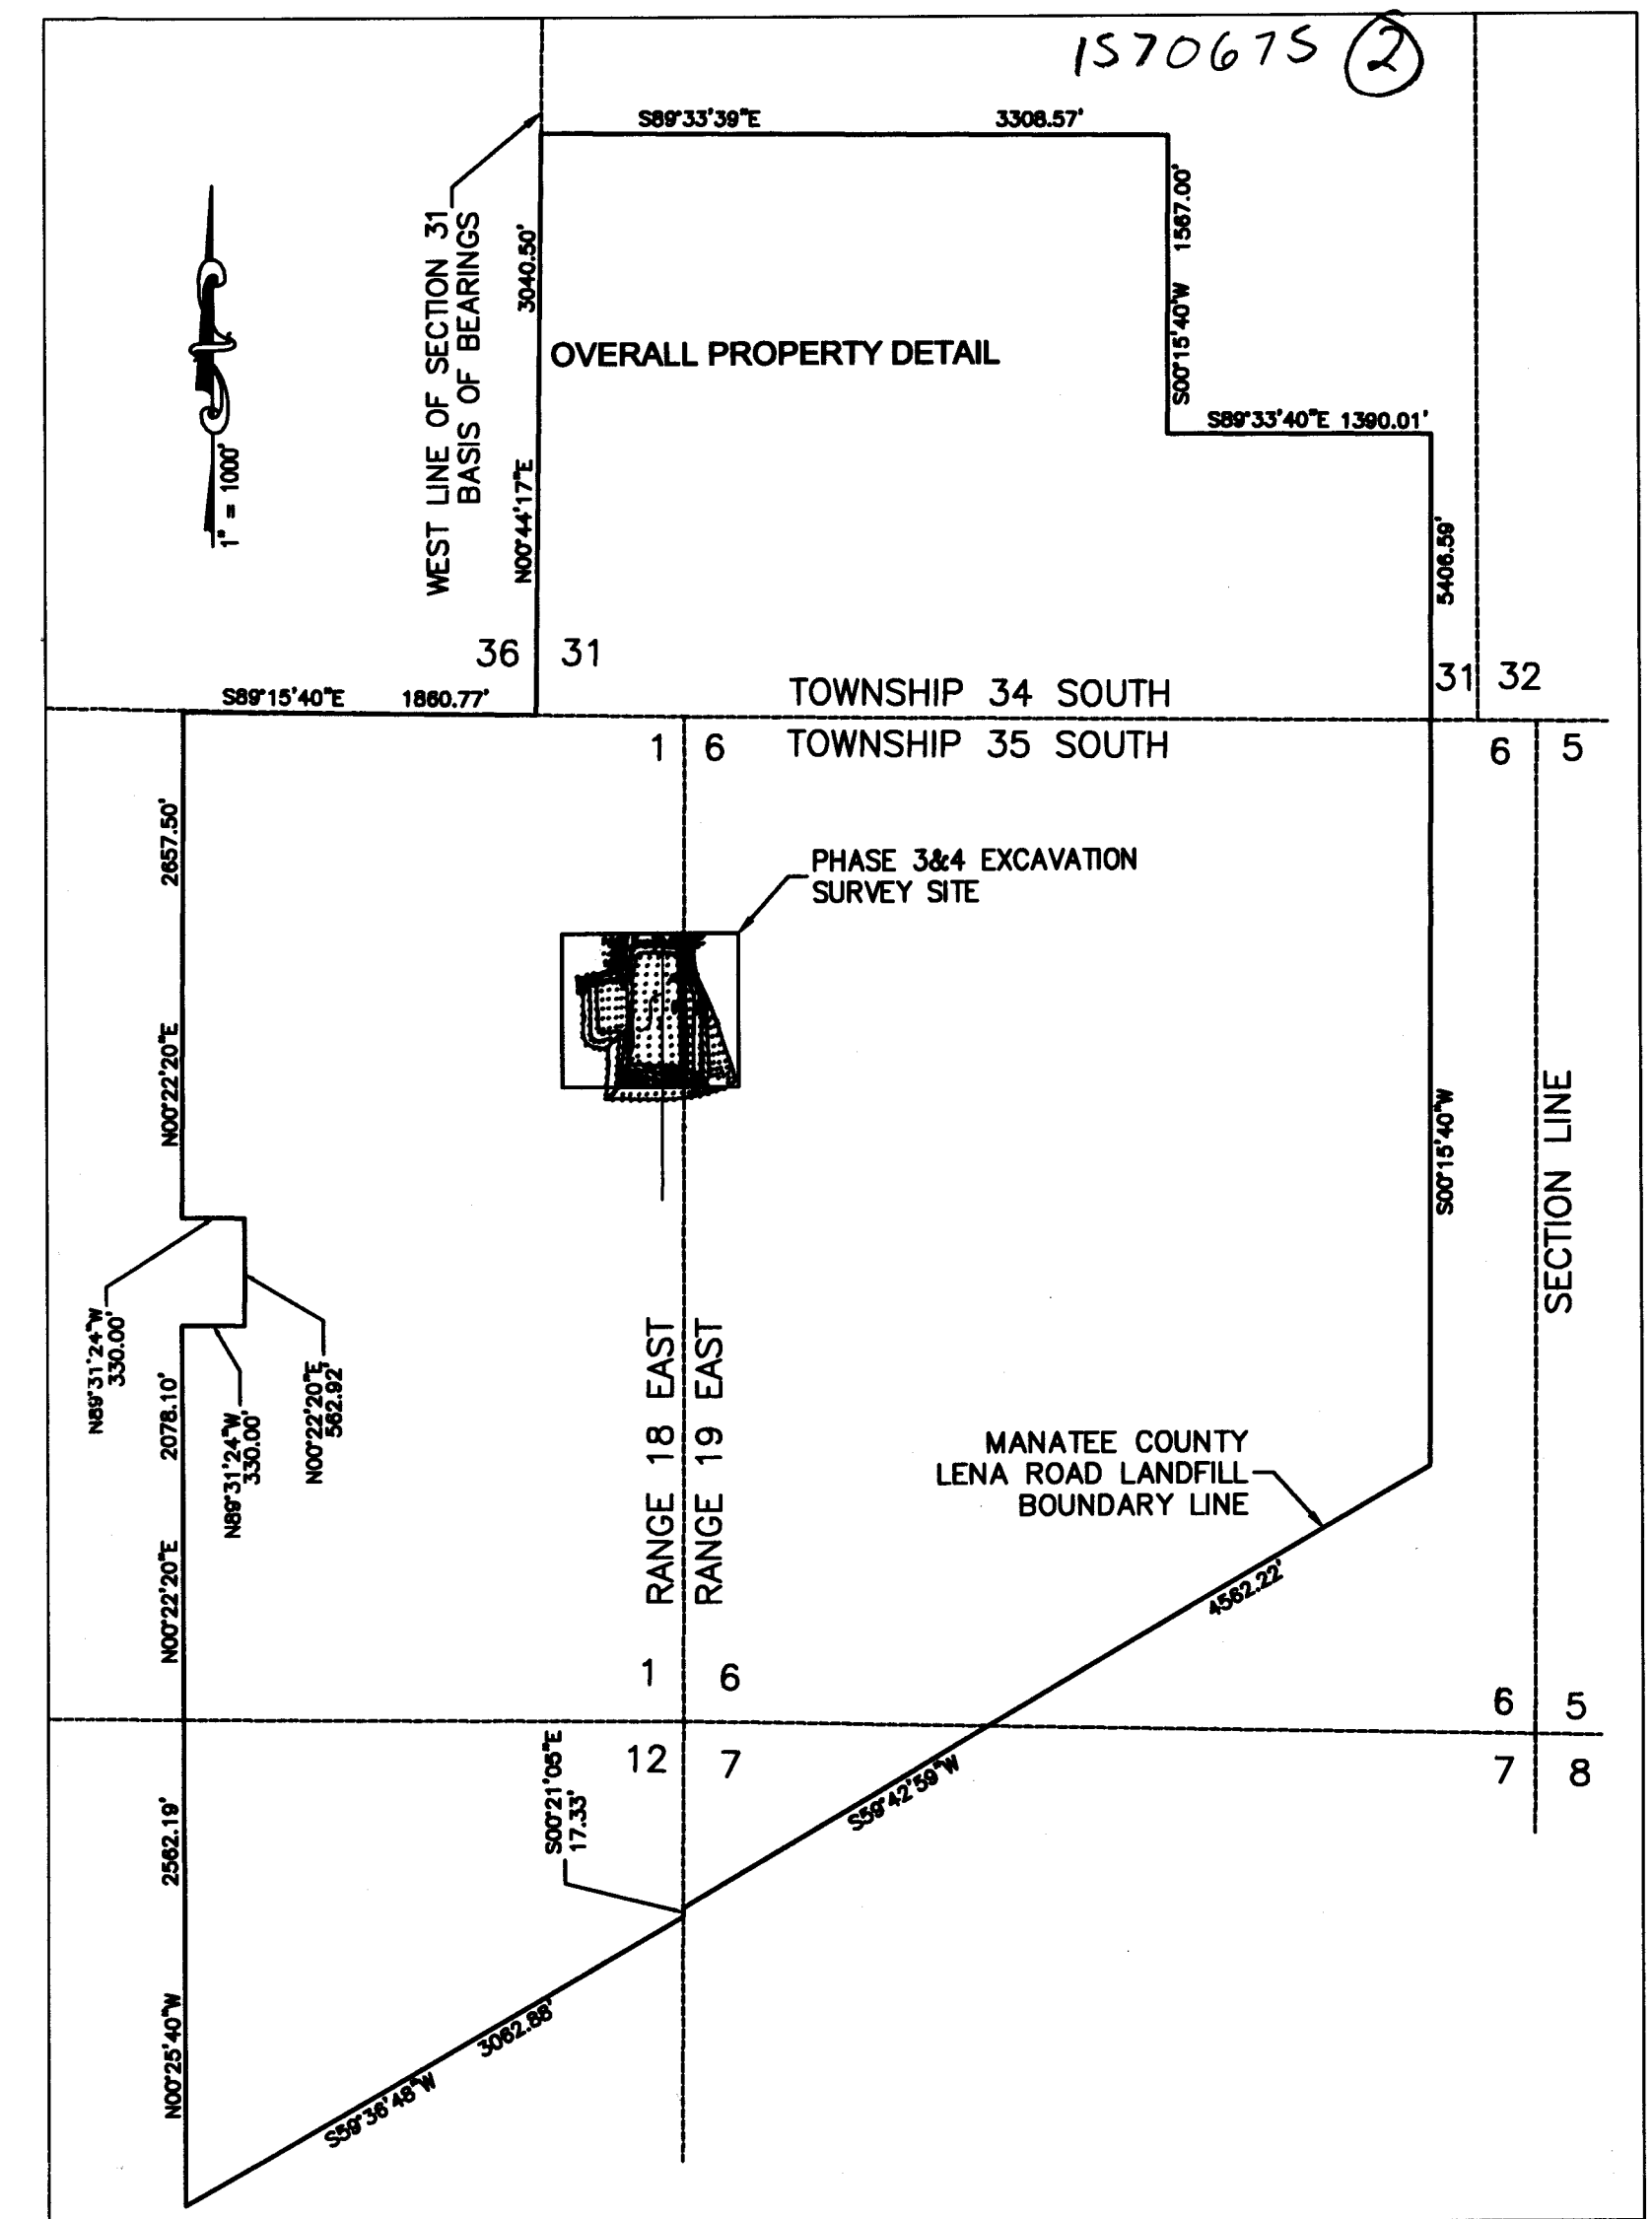 1570675 2
S89°33'39"E 3308.57'
S00°15'40"W 1567.00'
WEST LINE OF SECTION 31
BASIS OF BEARINGS
N00°44'17"E 3040.50'
OVERALL PROPERTY DETAIL
1" = 1000'
S89°33'40"E 1390.01'
5406.59'
36 31
31 32
S89°15'40"E 1860.77'
TOWNSHIP 34 SOUTH
1 6
TOWNSHIP 35 SOUTH
6 5
N00°22'20"E 2657.50'
PHASE 3&4 EXCAVATION
SURVEY SITE
S00°15'40"W
SECTION LINE
N89°31'24"W
330.00'
N89°31'24"W
330.00'
N00°22'20"E
562.92'
N00°22'20"E 2078.10'
RANGE 18 EAST
RANGE 19 EAST
MANATEE COUNTY
LENA ROAD LANDFILL
BOUNDARY LINE
4562.22'
S59°42'59"W
1 6
6 5
12 7
7 8
S00°21'05"E
17.33'
N00°25'40"W 2562.19'
S59°36'48"W 3062.88'